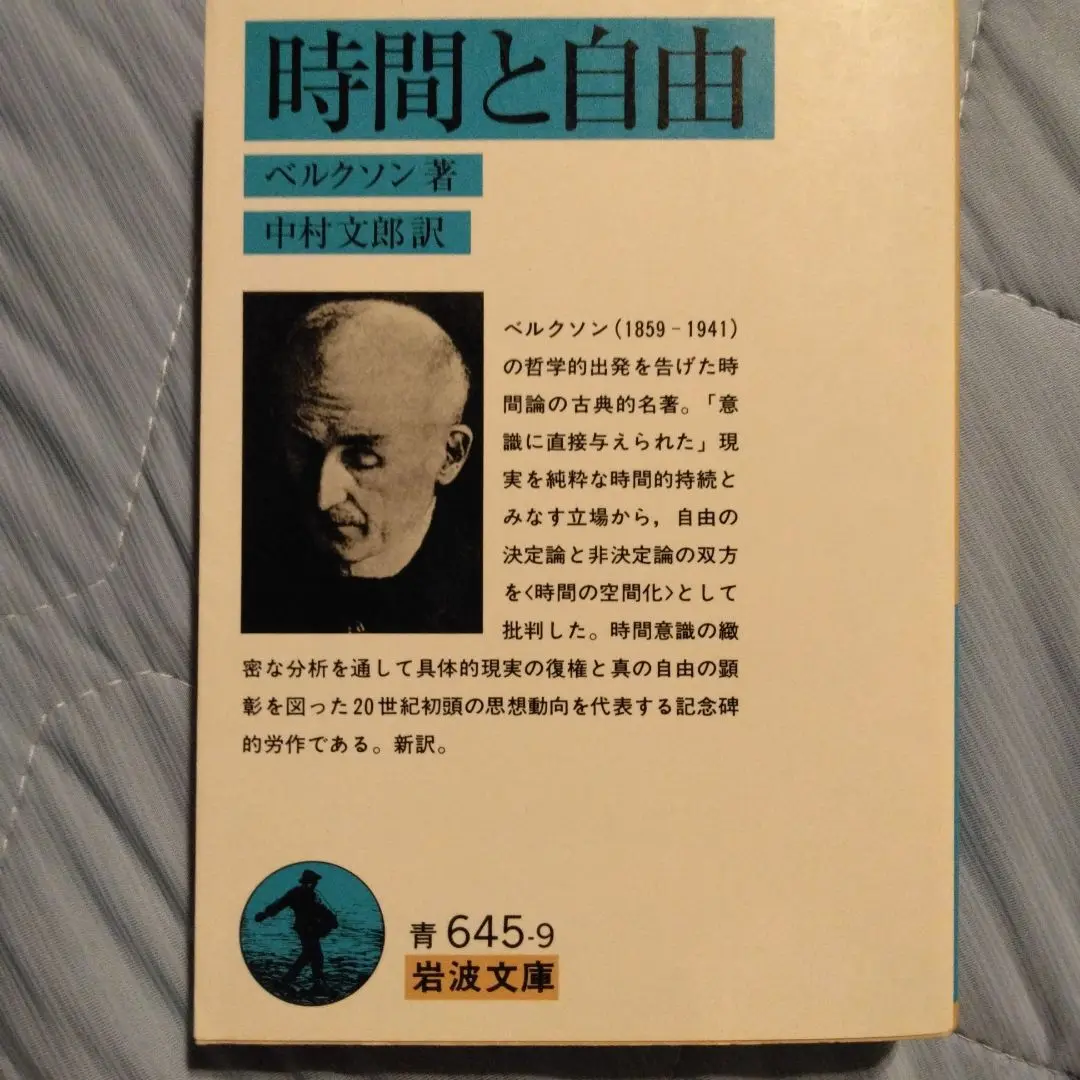 時間と自由
ベルクソン著
中村文郎訳
ベルクソン(1859–1941)
の哲学的出発を告げた時
間論の古典的名著。「意
識に直接与えられた」現
実を純粋な時間的持続と
みなす立場から，自由の
決定論と非決定論の双方
を<時間の空間化>として
批判した。時間意識の緻
密な分析を通して具体的現実の復権と真の自由の顕
彰を図った20世紀初頭の思想動向を代表する記念碑
的労作である。新訳。
青 645-9
岩波文庫